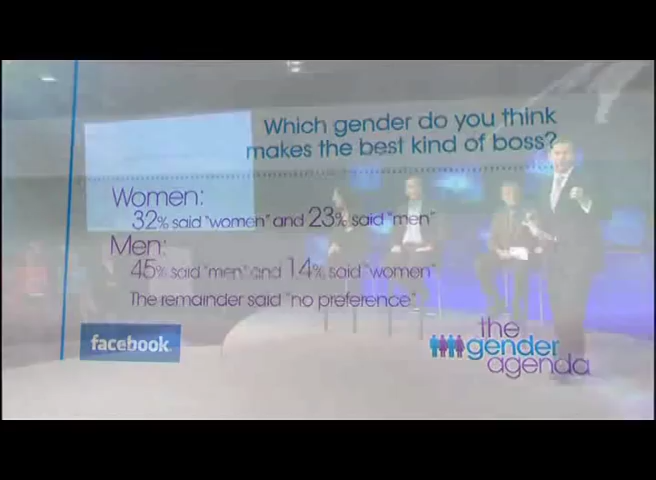 Which gender do you think
makes the best kind of boss?
Women:
32% said "women" and 23% said "men"
Men:
45% said "men" and 14% said "women"
The remainder said "no preference"
facebook
the
gender
agenda